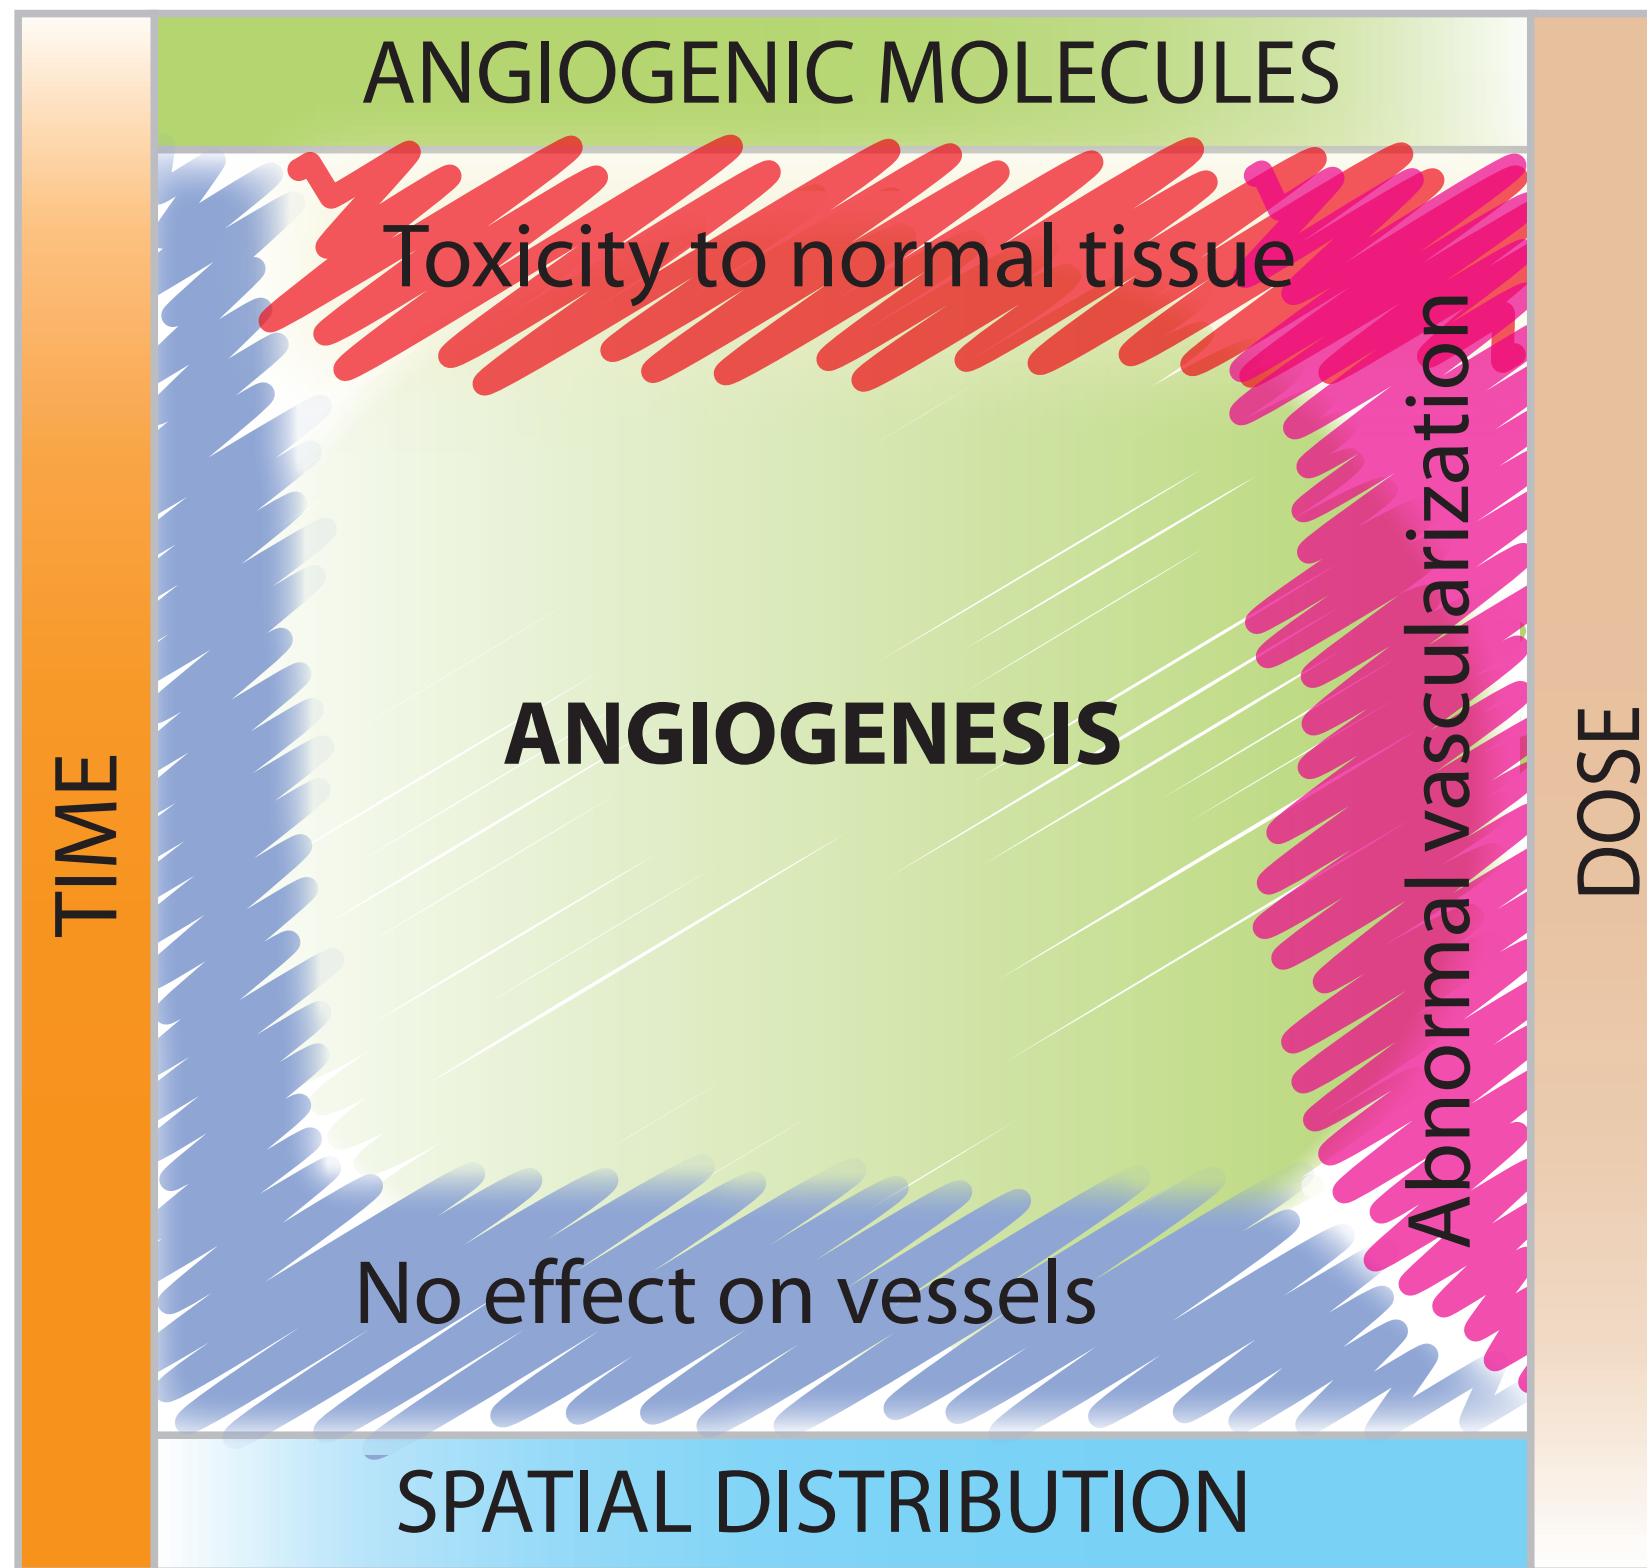 ANGIOGENIC MOLECULES
Toxicity to normal tissue
TIME
ANGIOGENESIS
Abnormal vascularization
DOSE
No effect on vessels
SPATIAL DISTRIBUTION